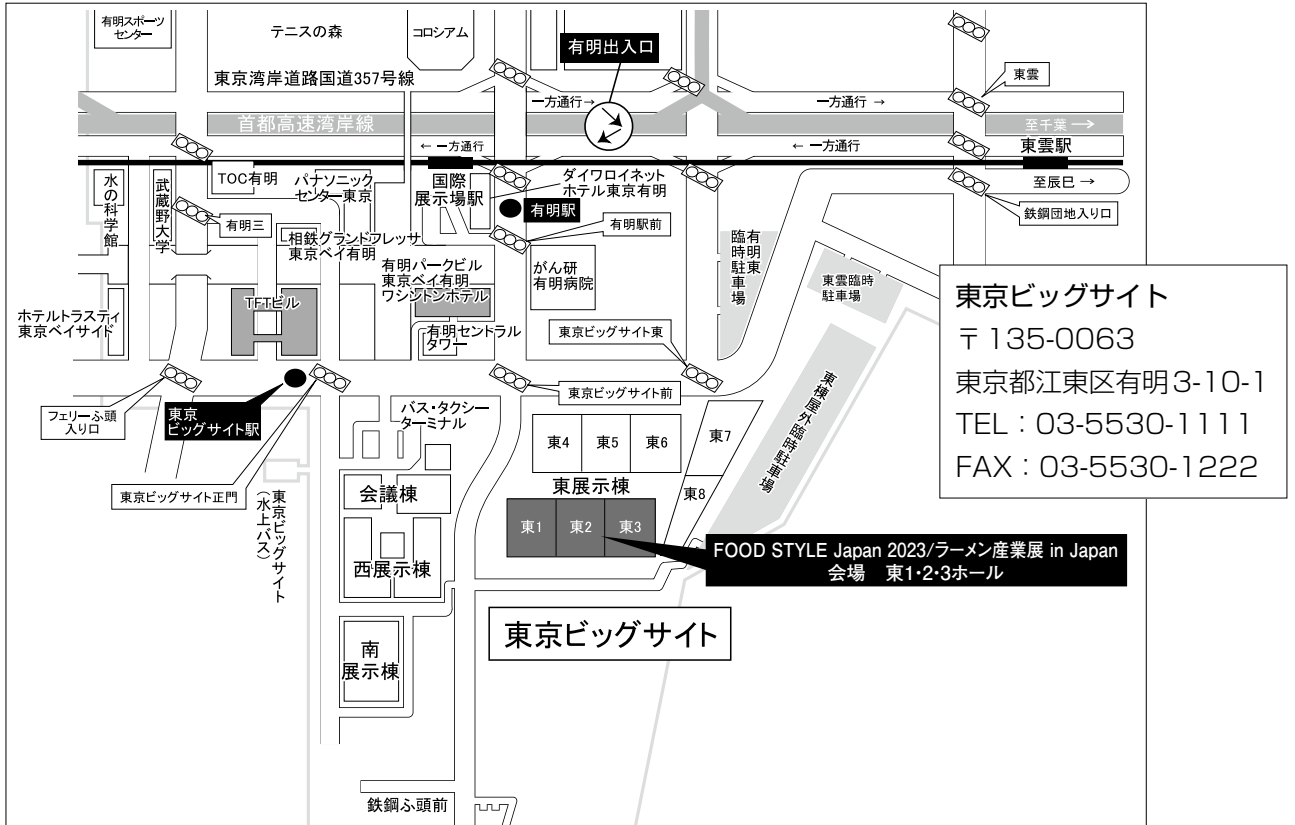 有明スポーツ
センター
テニスの森
コロシアム
有明出入口
東京湾岸道路国道357号線
東雲
一方通行→
一方通行 →
首都高速湾岸線
至千葉 →
← 一方通行
← 一方通行
東雲駅
水の科学館
武蔵野大学
TOC有明
パナソニック
センター東京
国際
展示場駅
ダイワロイネット
ホテル東京有明
至辰巳 →
有明駅
鉄鋼団地入り口
有明三
有明駅前
相鉄グランドフレッサ
東京ベイ有明
有明パークビル
東京ベイ有明
ワシントンホテル
がん研
有明病院
有明東
臨時駐車場
東雲臨時
駐車場
TFTビル
ホテルトラスティ
東京ベイサイド
有明セントラル
タワー
東京ビッグサイト東
東京ビッグサイト
〒135-0063
東京都江東区有明3-10-1
TEL：03-5530-1111
FAX：03-5530-1222
フェリーふ頭
入り口
東京
ビッグサイト駅
バス・タクシー
ターミナル
東京ビッグサイト前
東棟屋外臨時駐車場
東4
東5
東6
東7
東京ビッグサイト正門
会議棟
東展示棟
東8
東京ビッグサイト
(水上バス)
東1
東2
東3
西展示棟
FOOD STYLE Japan 2023/ラーメン産業展 in Japan
会場　東1・2・3ホール
東京ビッグサイト
南
展示棟
鉄鋼ふ頭前